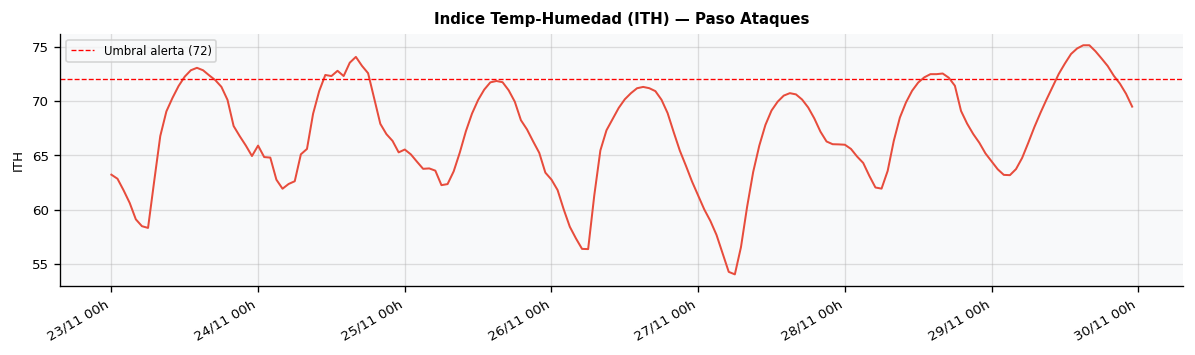 Indice Temp-Humedad (ITH) — Paso Ataques
Umbral alerta (72)
ITH
75
70
65
60
55
23/11 00h
24/11 00h
25/11 00h
26/11 00h
27/11 00h
28/11 00h
29/11 00h
30/11 00h